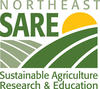 NORTHEAST
SARE
Sustainable Agriculture
Research & Education